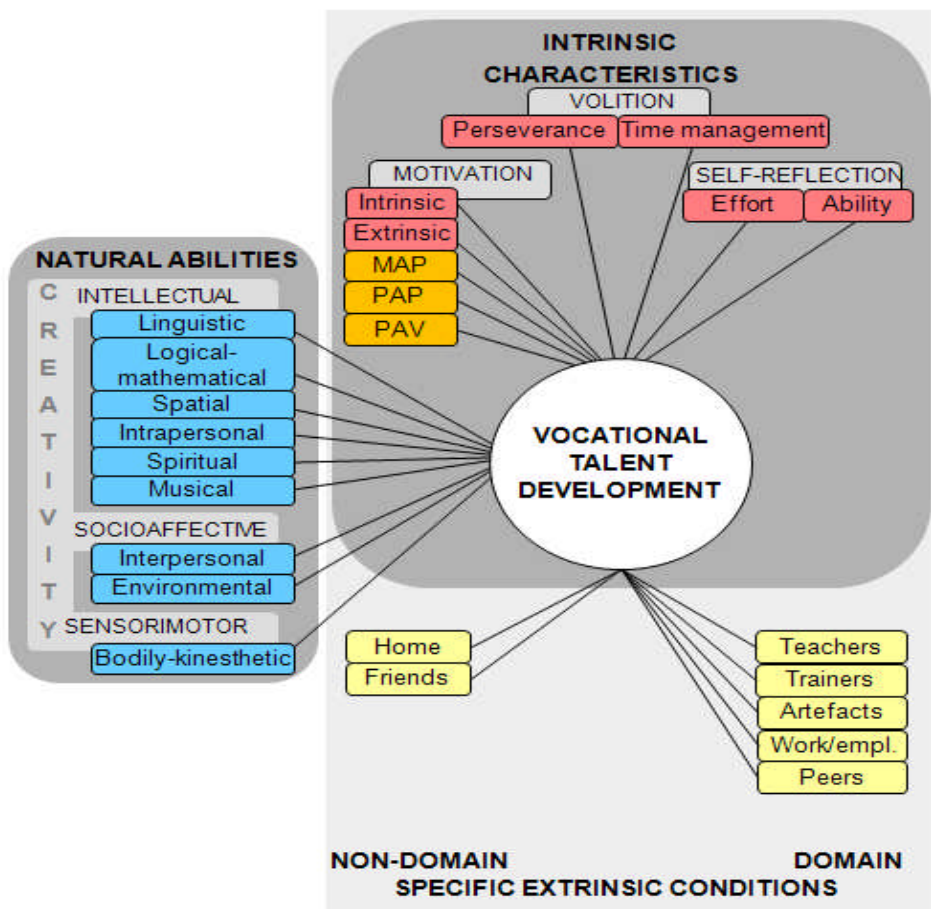 INTRINSIC
CHARACTERISTICS
VOLITION
Perseverance
Time management
MOTIVATION
Intrinsic
Extrinsic
MAP
PAP
PAV
SELF-REFLECTION
Effort
Ability
NATURAL ABILITIES
CREATIVITY
INTELLECTUAL
Linguistic
Logical-
mathematical
Spatial
Intrapersonal
Spiritual
Musical
SOCIOAFFECTIVE
Interpersonal
Environmental
SENSORIMOTOR
Bodily-kinesthetic
VOCATIONAL
TALENT
DEVELOPMENT
Home
Friends
Teachers
Trainers
Artefacts
Work/empl.
Peers
NON-DOMAIN
DOMAIN
SPECIFIC EXTRINSIC CONDITIONS